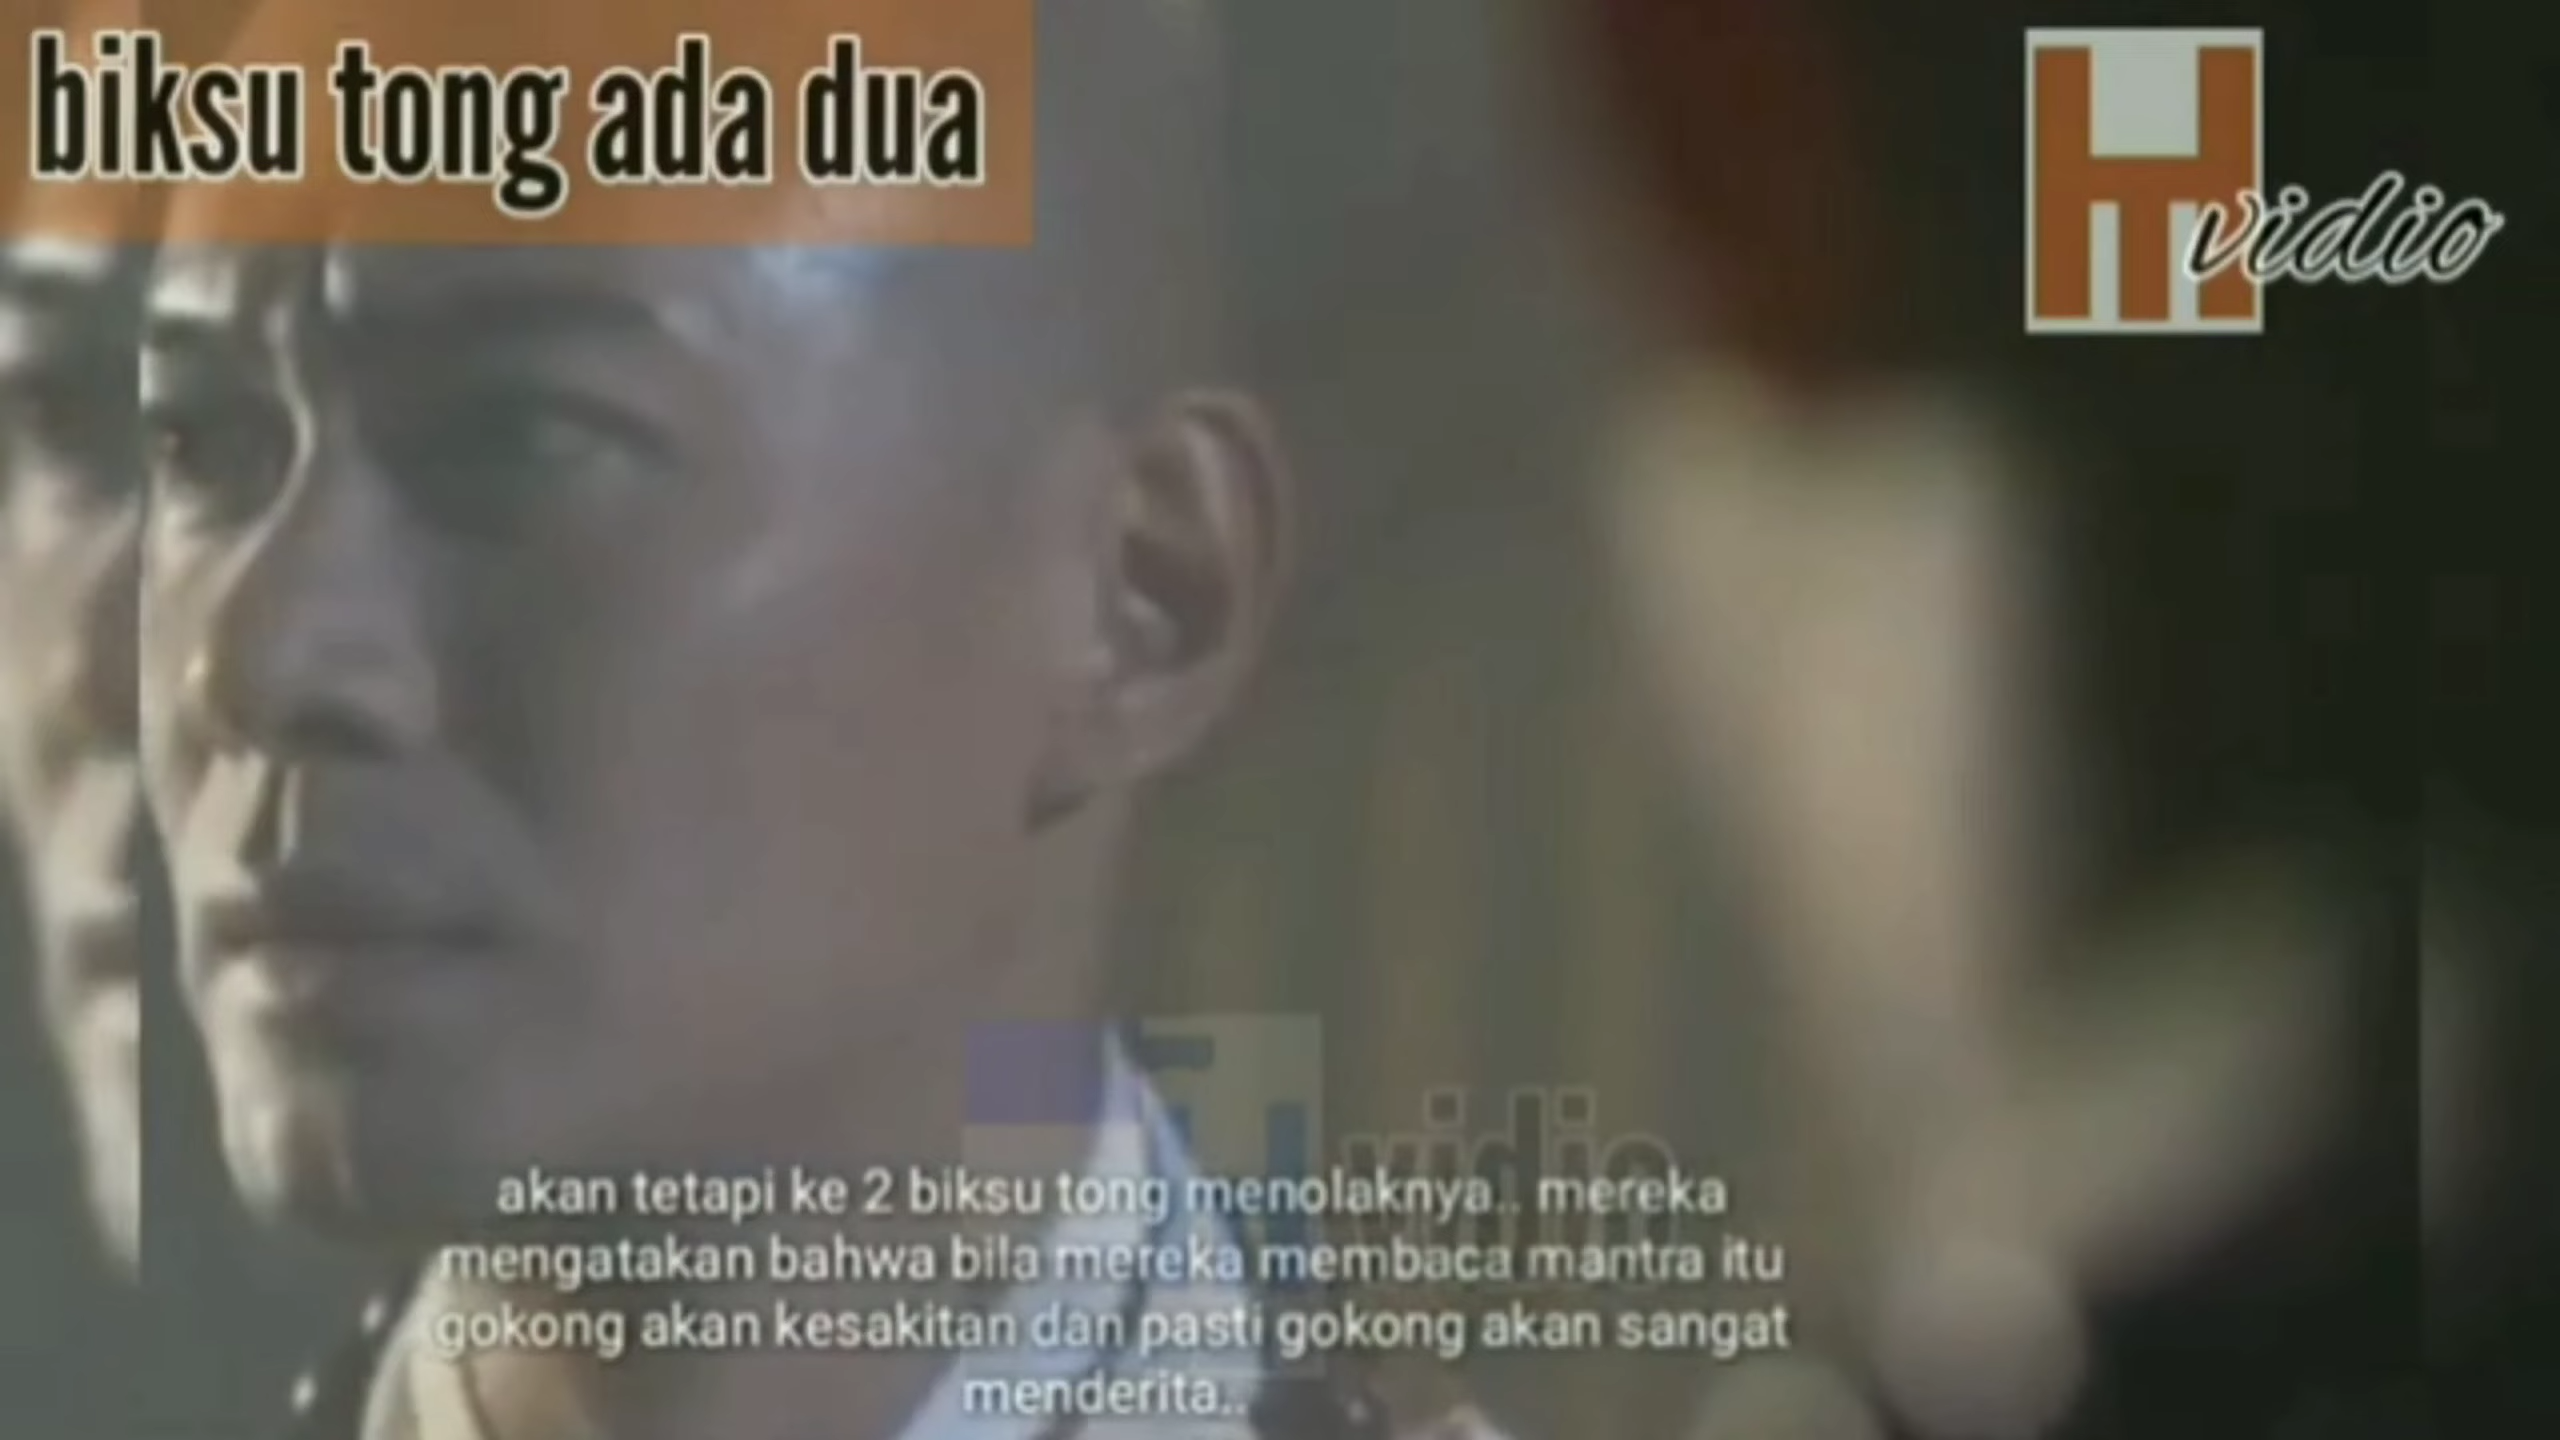 biksu tong ada dua
vidio
vidio
akan tetapi ke 2 biksu tong menolaknya.. mereka
mengatakan bahwa bila mereka membaca mantra itu
gokong akan kesakitan dan pasti gokong akan sangat
menderita..